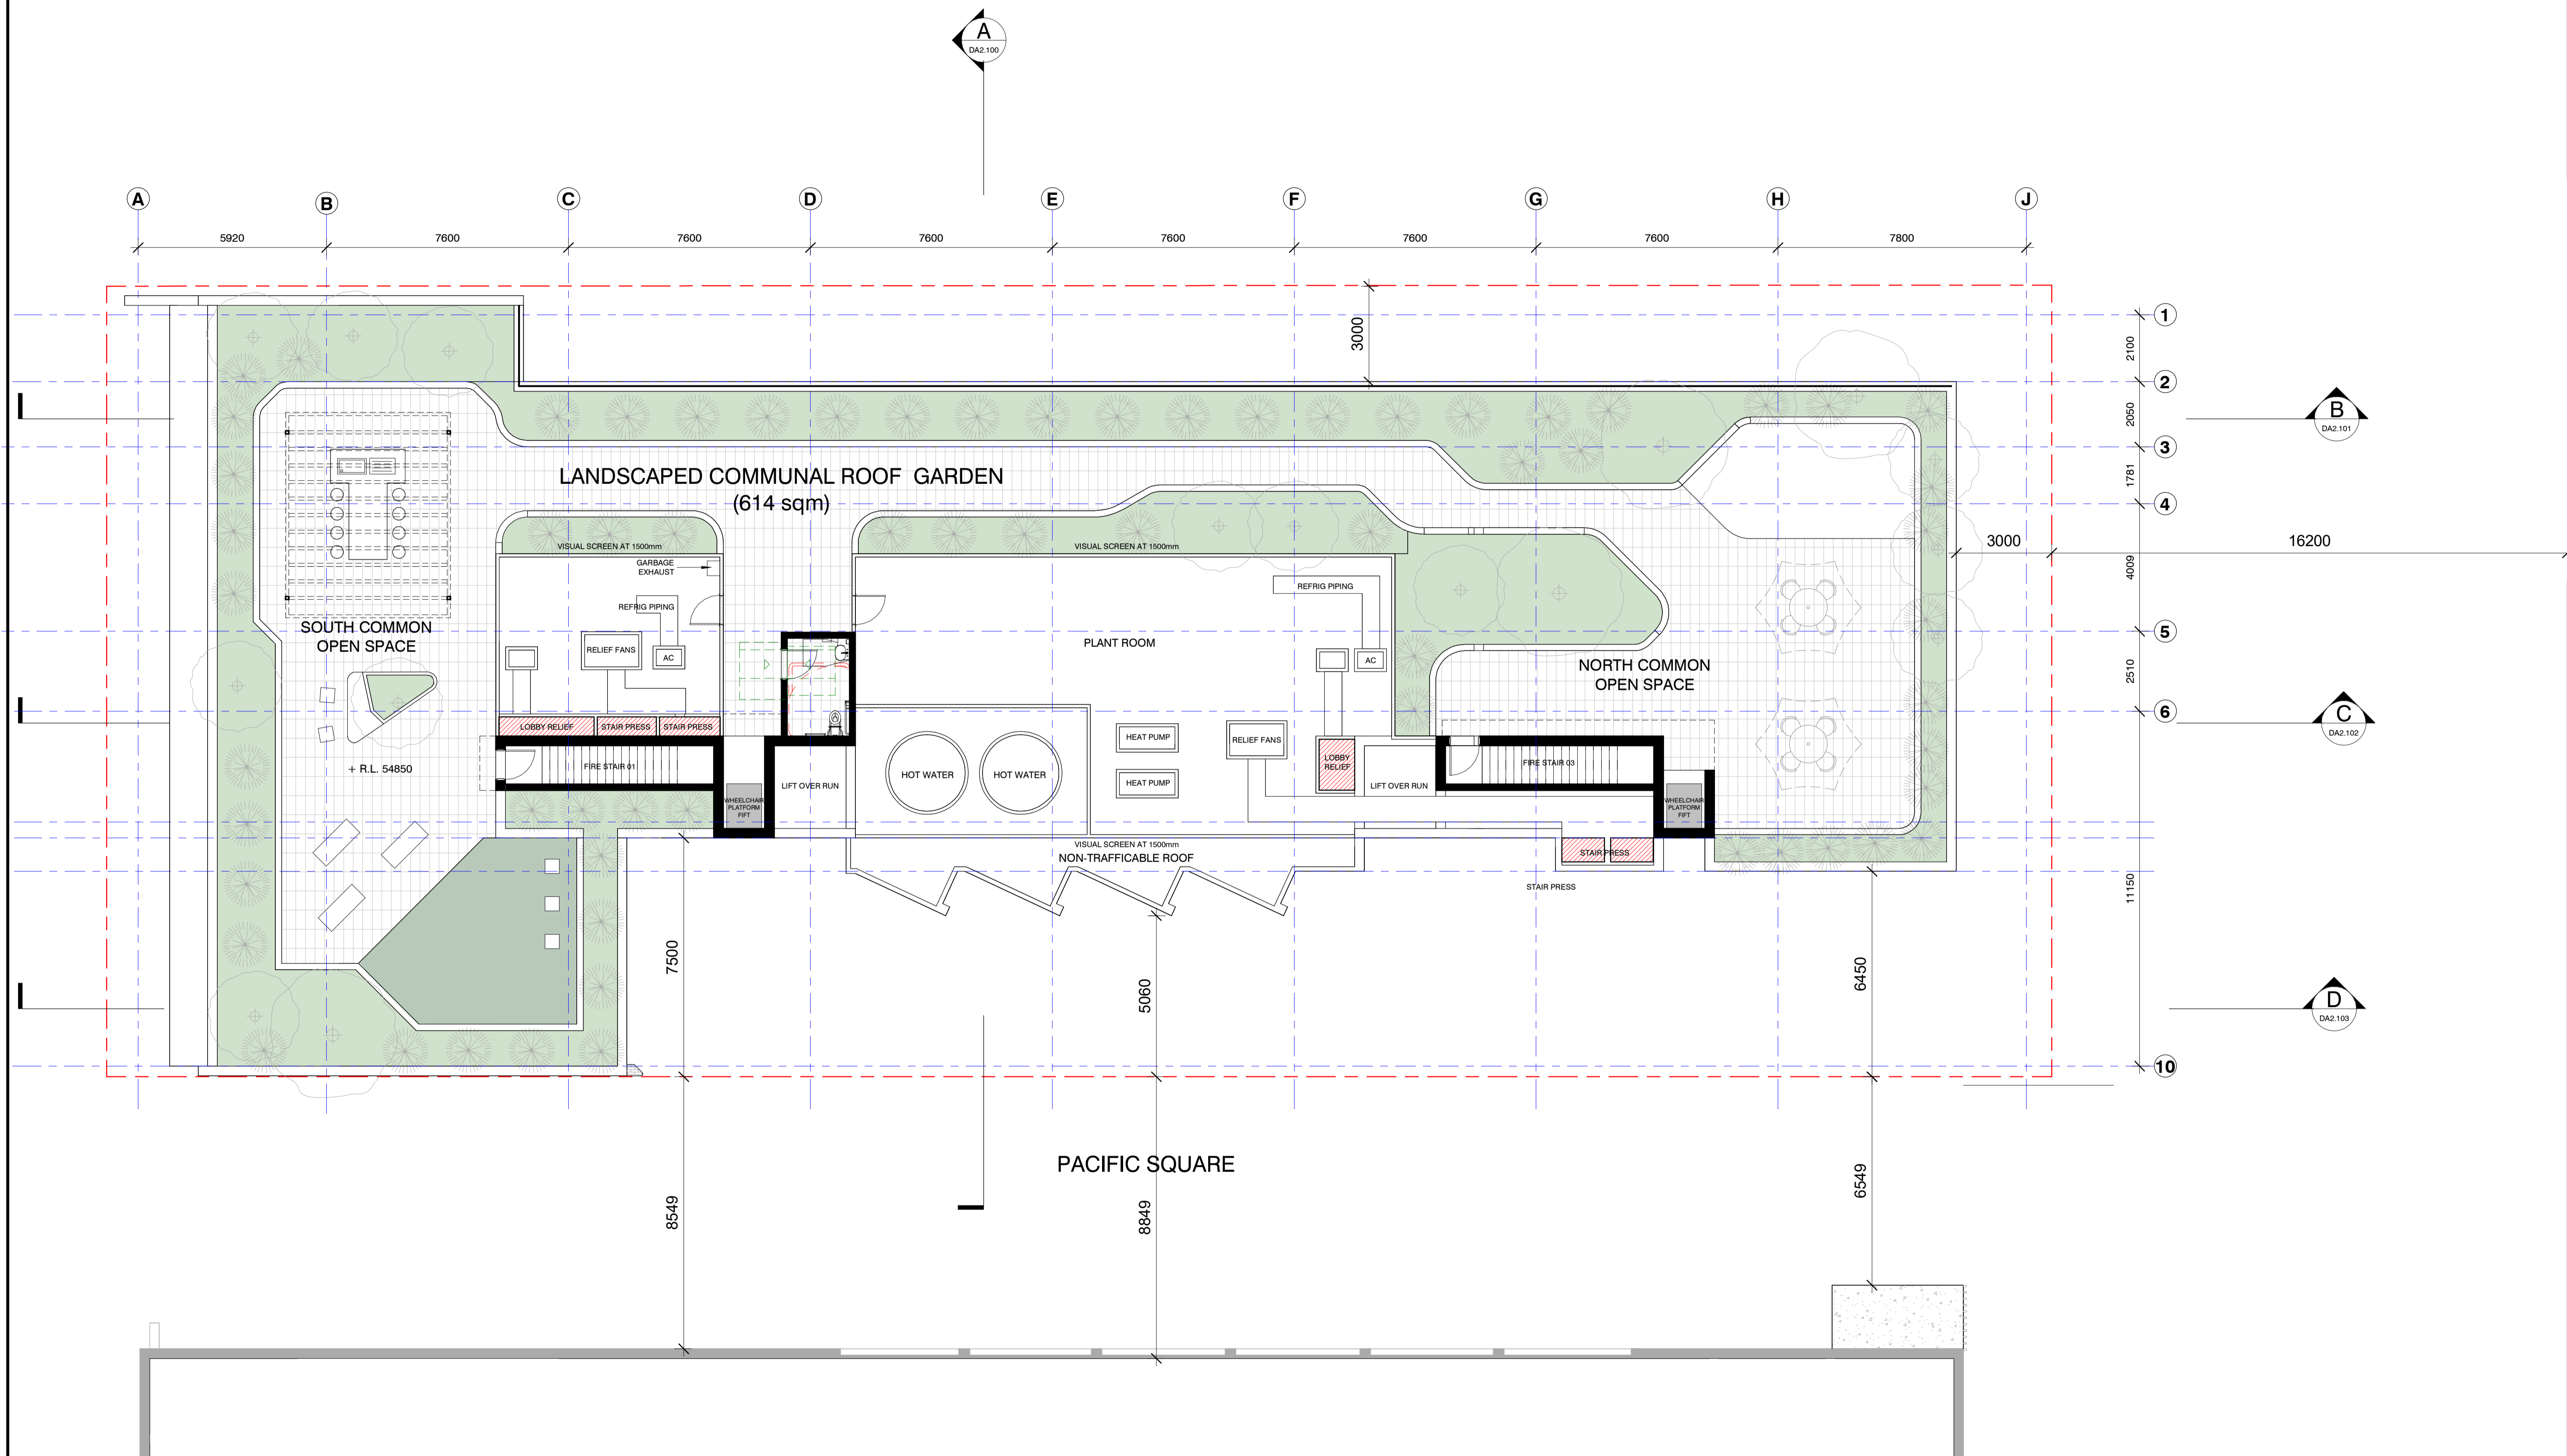 A
DA2.100
A
B
C
D
E
F
G
H
J
5920
7600
7600
7600
7600
7600
7600
7800
1
2100
2
2050
3
1781
4
4009
5
2510
6
11150
10
B
DA2.101
C
DA2.102
D
DA2.103
3000
3000
16200
LANDSCAPED COMMUNAL ROOF GARDEN
(614 sqm)
VISUAL SCREEN AT 1500mm
VISUAL SCREEN AT 1500mm
GARBAGE
EXHAUST
REFRIG PIPING
REFRIG PIPING
SOUTH COMMON
OPEN SPACE
RELIEF FANS
AC
PLANT ROOM
AC
NORTH COMMON
OPEN SPACE
LOBBY RELIEF
STAIR PRESS
STAIR PRESS
HEAT PUMP
RELIEF FANS
+ R.L. 54850
FIRE STAIR 01
HOT WATER
HOT WATER
LOBBY
RELIEF
FIRE STAIR 03
HEAT PUMP
LIFT OVER RUN
LIFT OVER RUN
WHEELCHAIR
PLATFORM
FIFT
WHEELCHAIR
PLATFORM
FIFT
VISUAL SCREEN AT 1500mm
NON-TRAFFICABLE ROOF
STAIR PRESS
STAIR PRESS
7500
5060
6450
PACIFIC SQUARE
8549
8849
6549